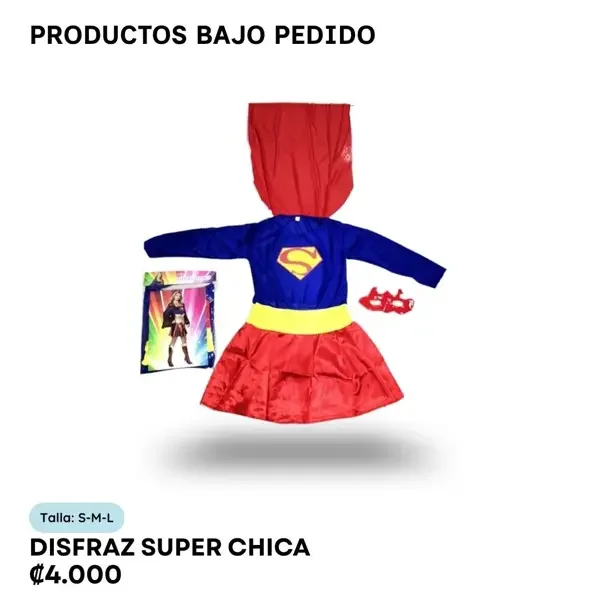 PRODUCTOS BAJO PEDIDO
S
Talla: S-M-L
DISFRAZ SUPER CHICA
₡4.000